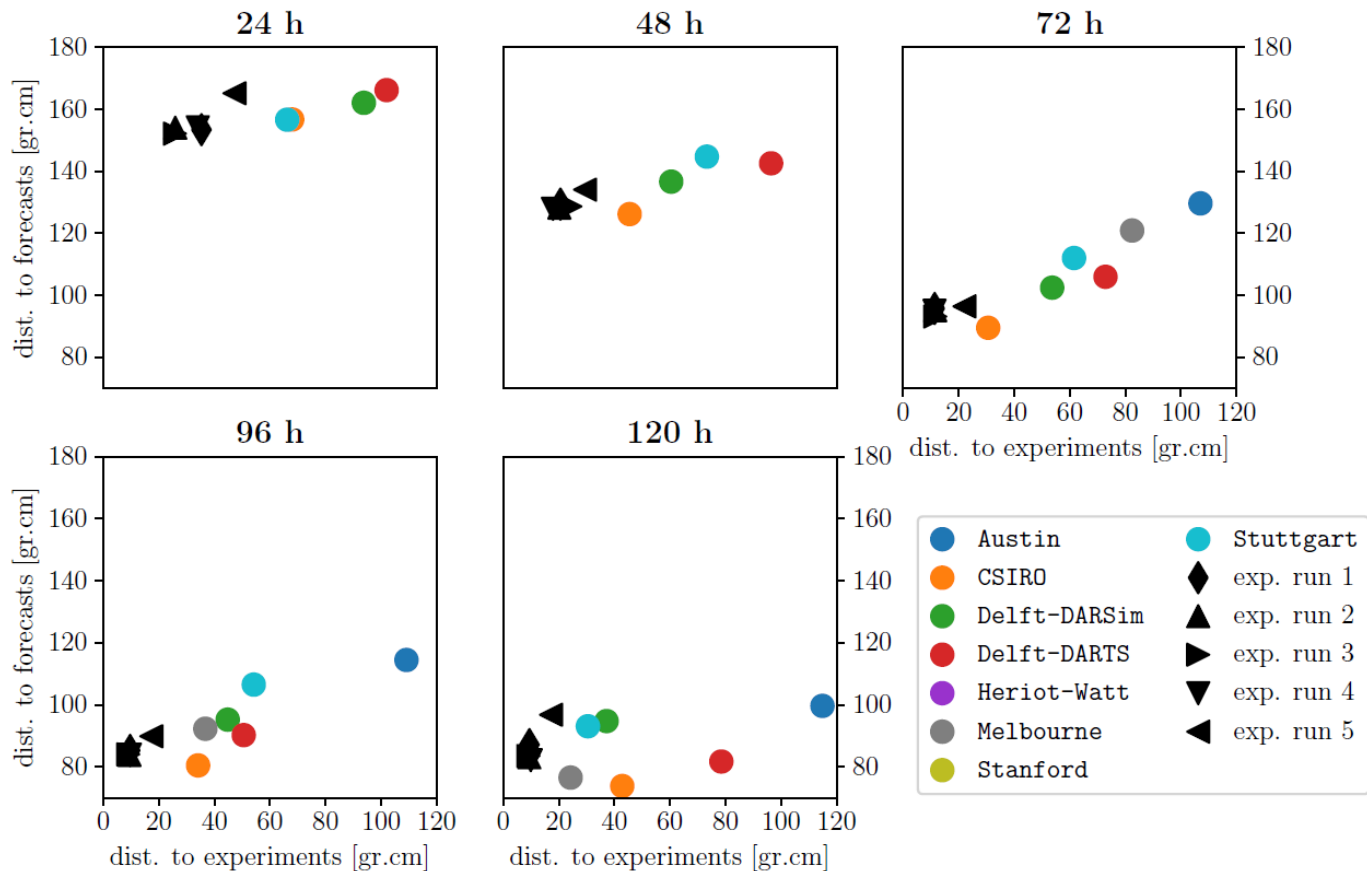 24 h
48 h
72 h
dist. to forecasts [gr.cm]
180
160
140
120
100
80
180
160
140
120
100
80
0 20 40 60 80 100 120
dist. to experiments [gr.cm]
96 h
120 h
dist. to forecasts [gr.cm]
180
160
140
120
100
80
180
160
140
120
100
80
0 20 40 60 80 100 120
0 20 40 60 80 100 120
dist. to experiments [gr.cm]
dist. to experiments [gr.cm]
Austin
CSIRO
Delft-DARSim
Delft-DARTS
Heriot-Watt
Melbourne
Stanford
Stuttgart
exp. run 1
exp. run 2
exp. run 3
exp. run 4
exp. run 5